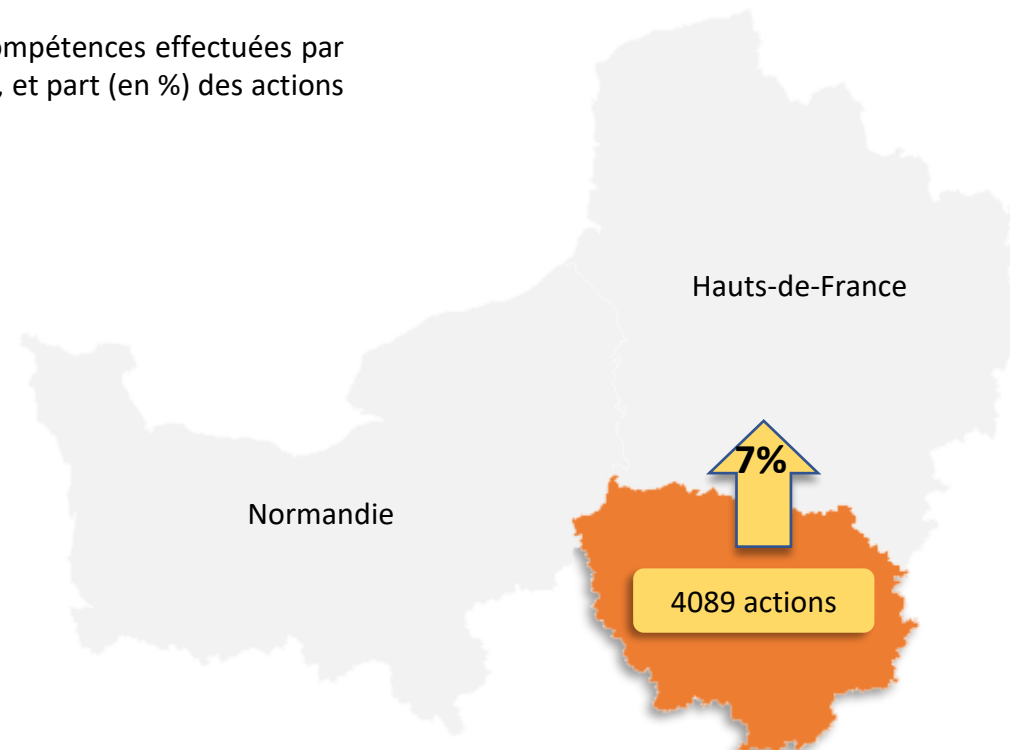 ompétences effectuées par
, et part (en %) des actions
Hauts-de-France
7%
Normandie
4089 actions